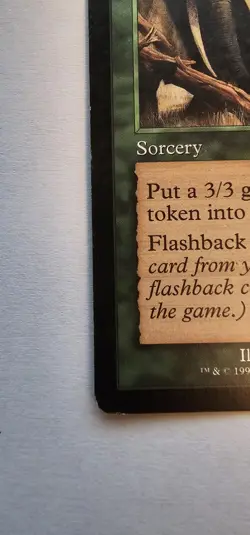 Sorcery
Put a 3/3 g
token into
Flashback
card from y
flashback c
the game.)
Il
™ & © 199